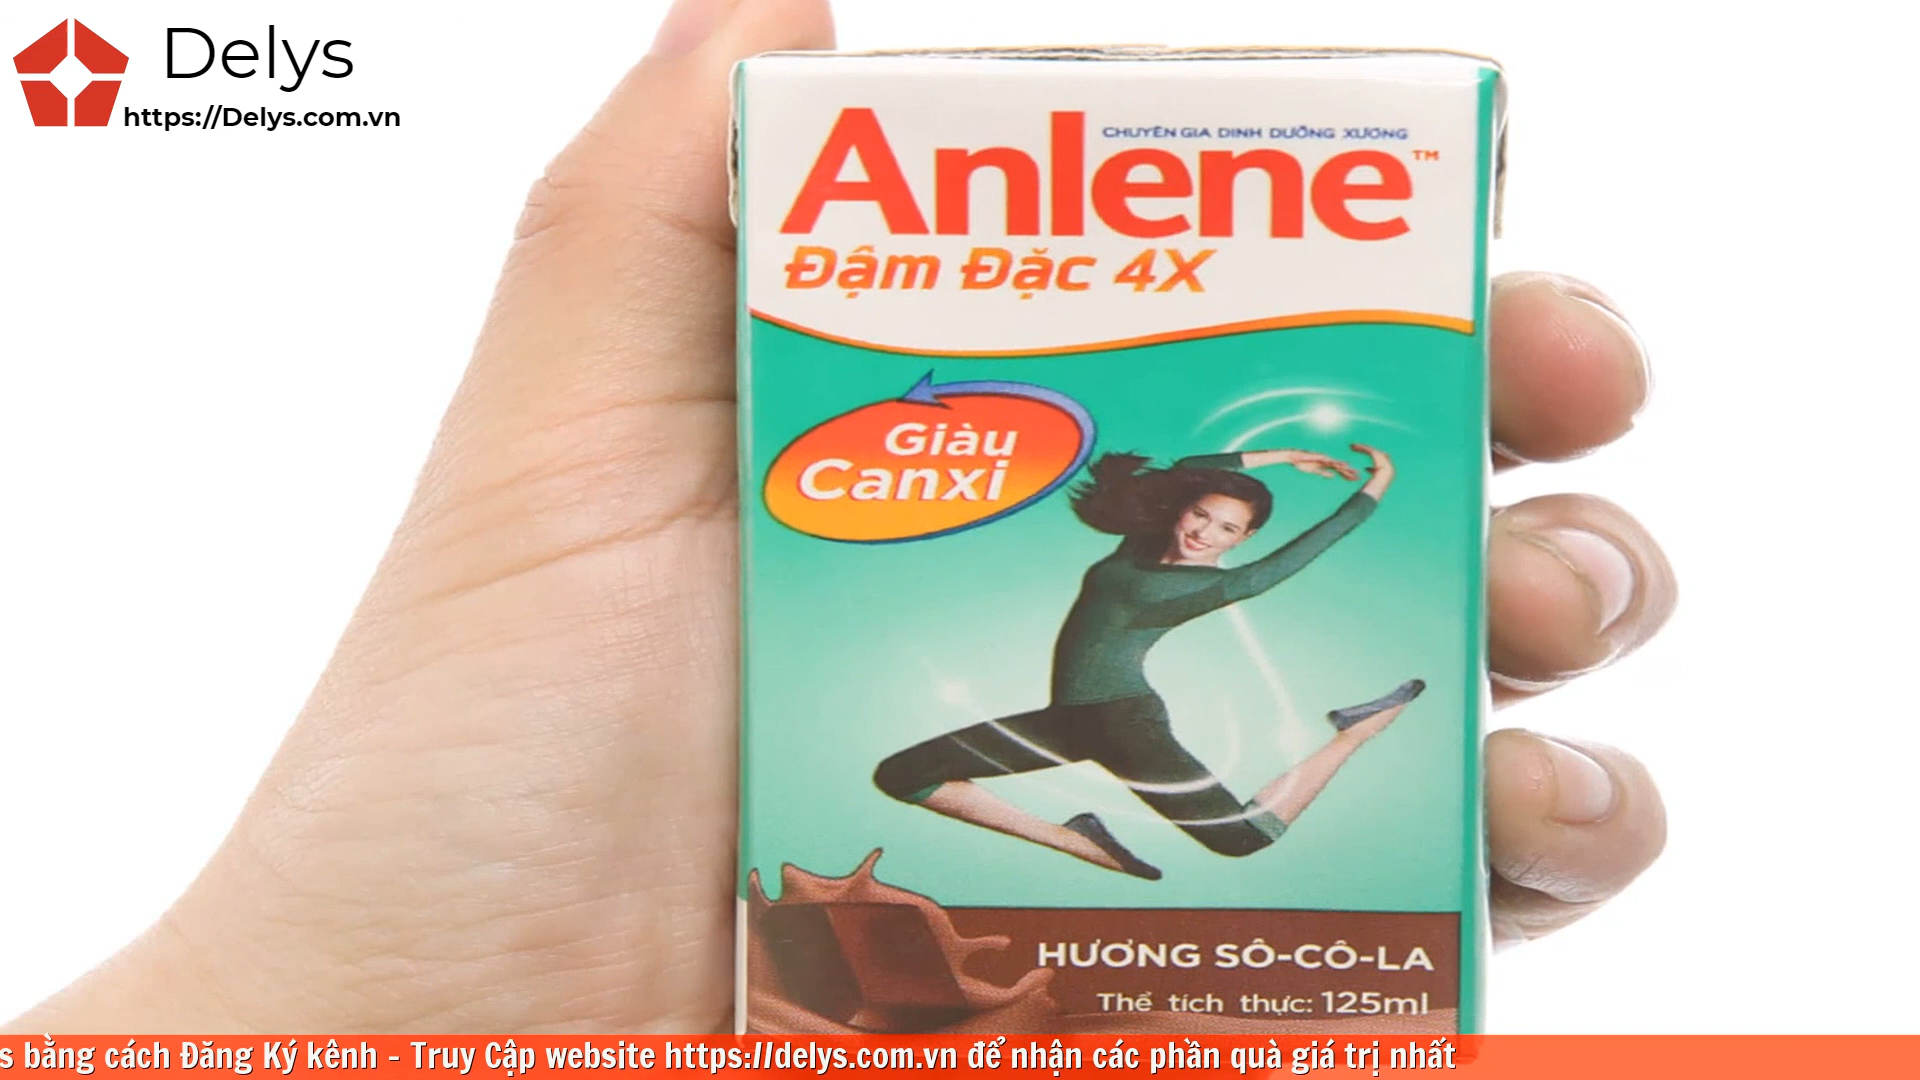 Delys
https://Delys.com.vn
CHUYÊN GIA DINH DƯỠNG XƯƠNG
Anlene™
Đậm Đặc 4X
Giàu
Canxi
HƯƠNG SÔ-CÔ-LA
Thể tích thực: 125ml
s bằng cách Đăng Ký kênh - Truy Cập website https://delys.com.vn để nhận các phần quà giá trị nhất